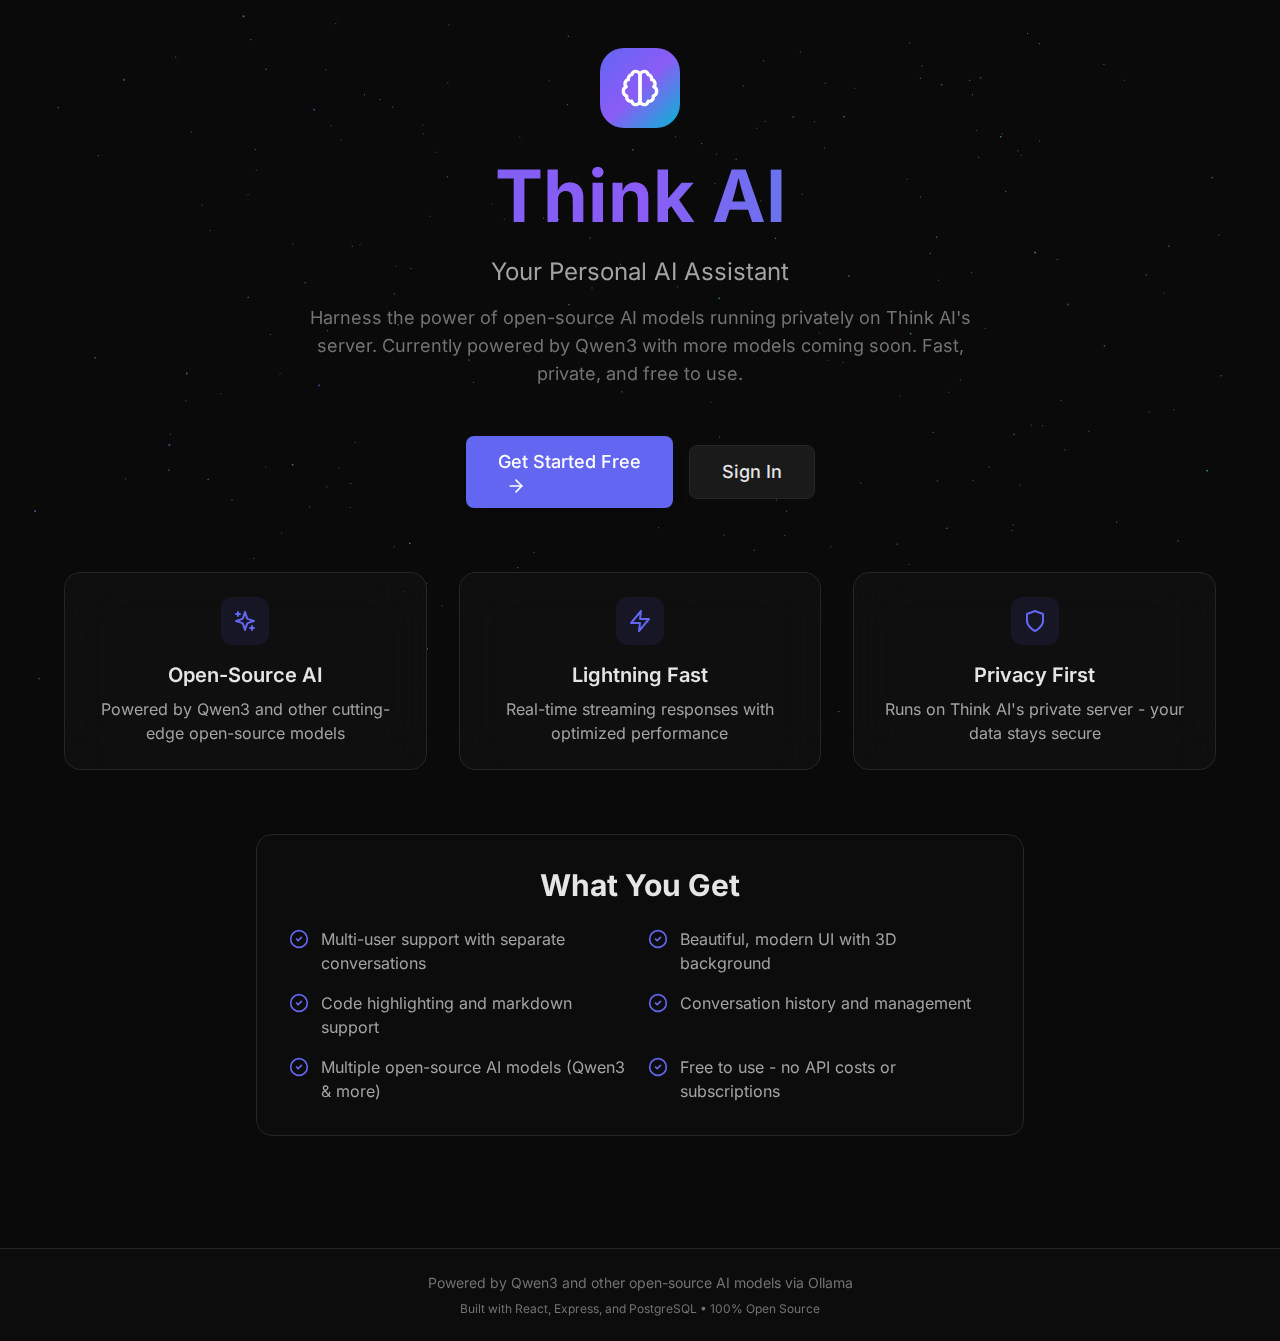 Think AI
Your Personal AI Assistant
Harness the power of open-source AI models running privately on Think AI's
server. Currently powered by Qwen3 with more models coming soon. Fast,
private, and free to use.
Get Started Free
Sign In
Open-Source AI
Powered by Qwen3 and other cutting-
edge open-source models
Lightning Fast
Real-time streaming responses with
optimized performance
Privacy First
Runs on Think AI's private server - your
data stays secure
What You Get
Multi-user support with separate
conversations
Beautiful, modern UI with 3D
background
Code highlighting and markdown
support
Conversation history and management
Multiple open-source AI models (Qwen3
& more)
Free to use - no API costs or
subscriptions
Powered by Qwen3 and other open-source AI models via Ollama
Built with React, Express, and PostgreSQL • 100% Open Source